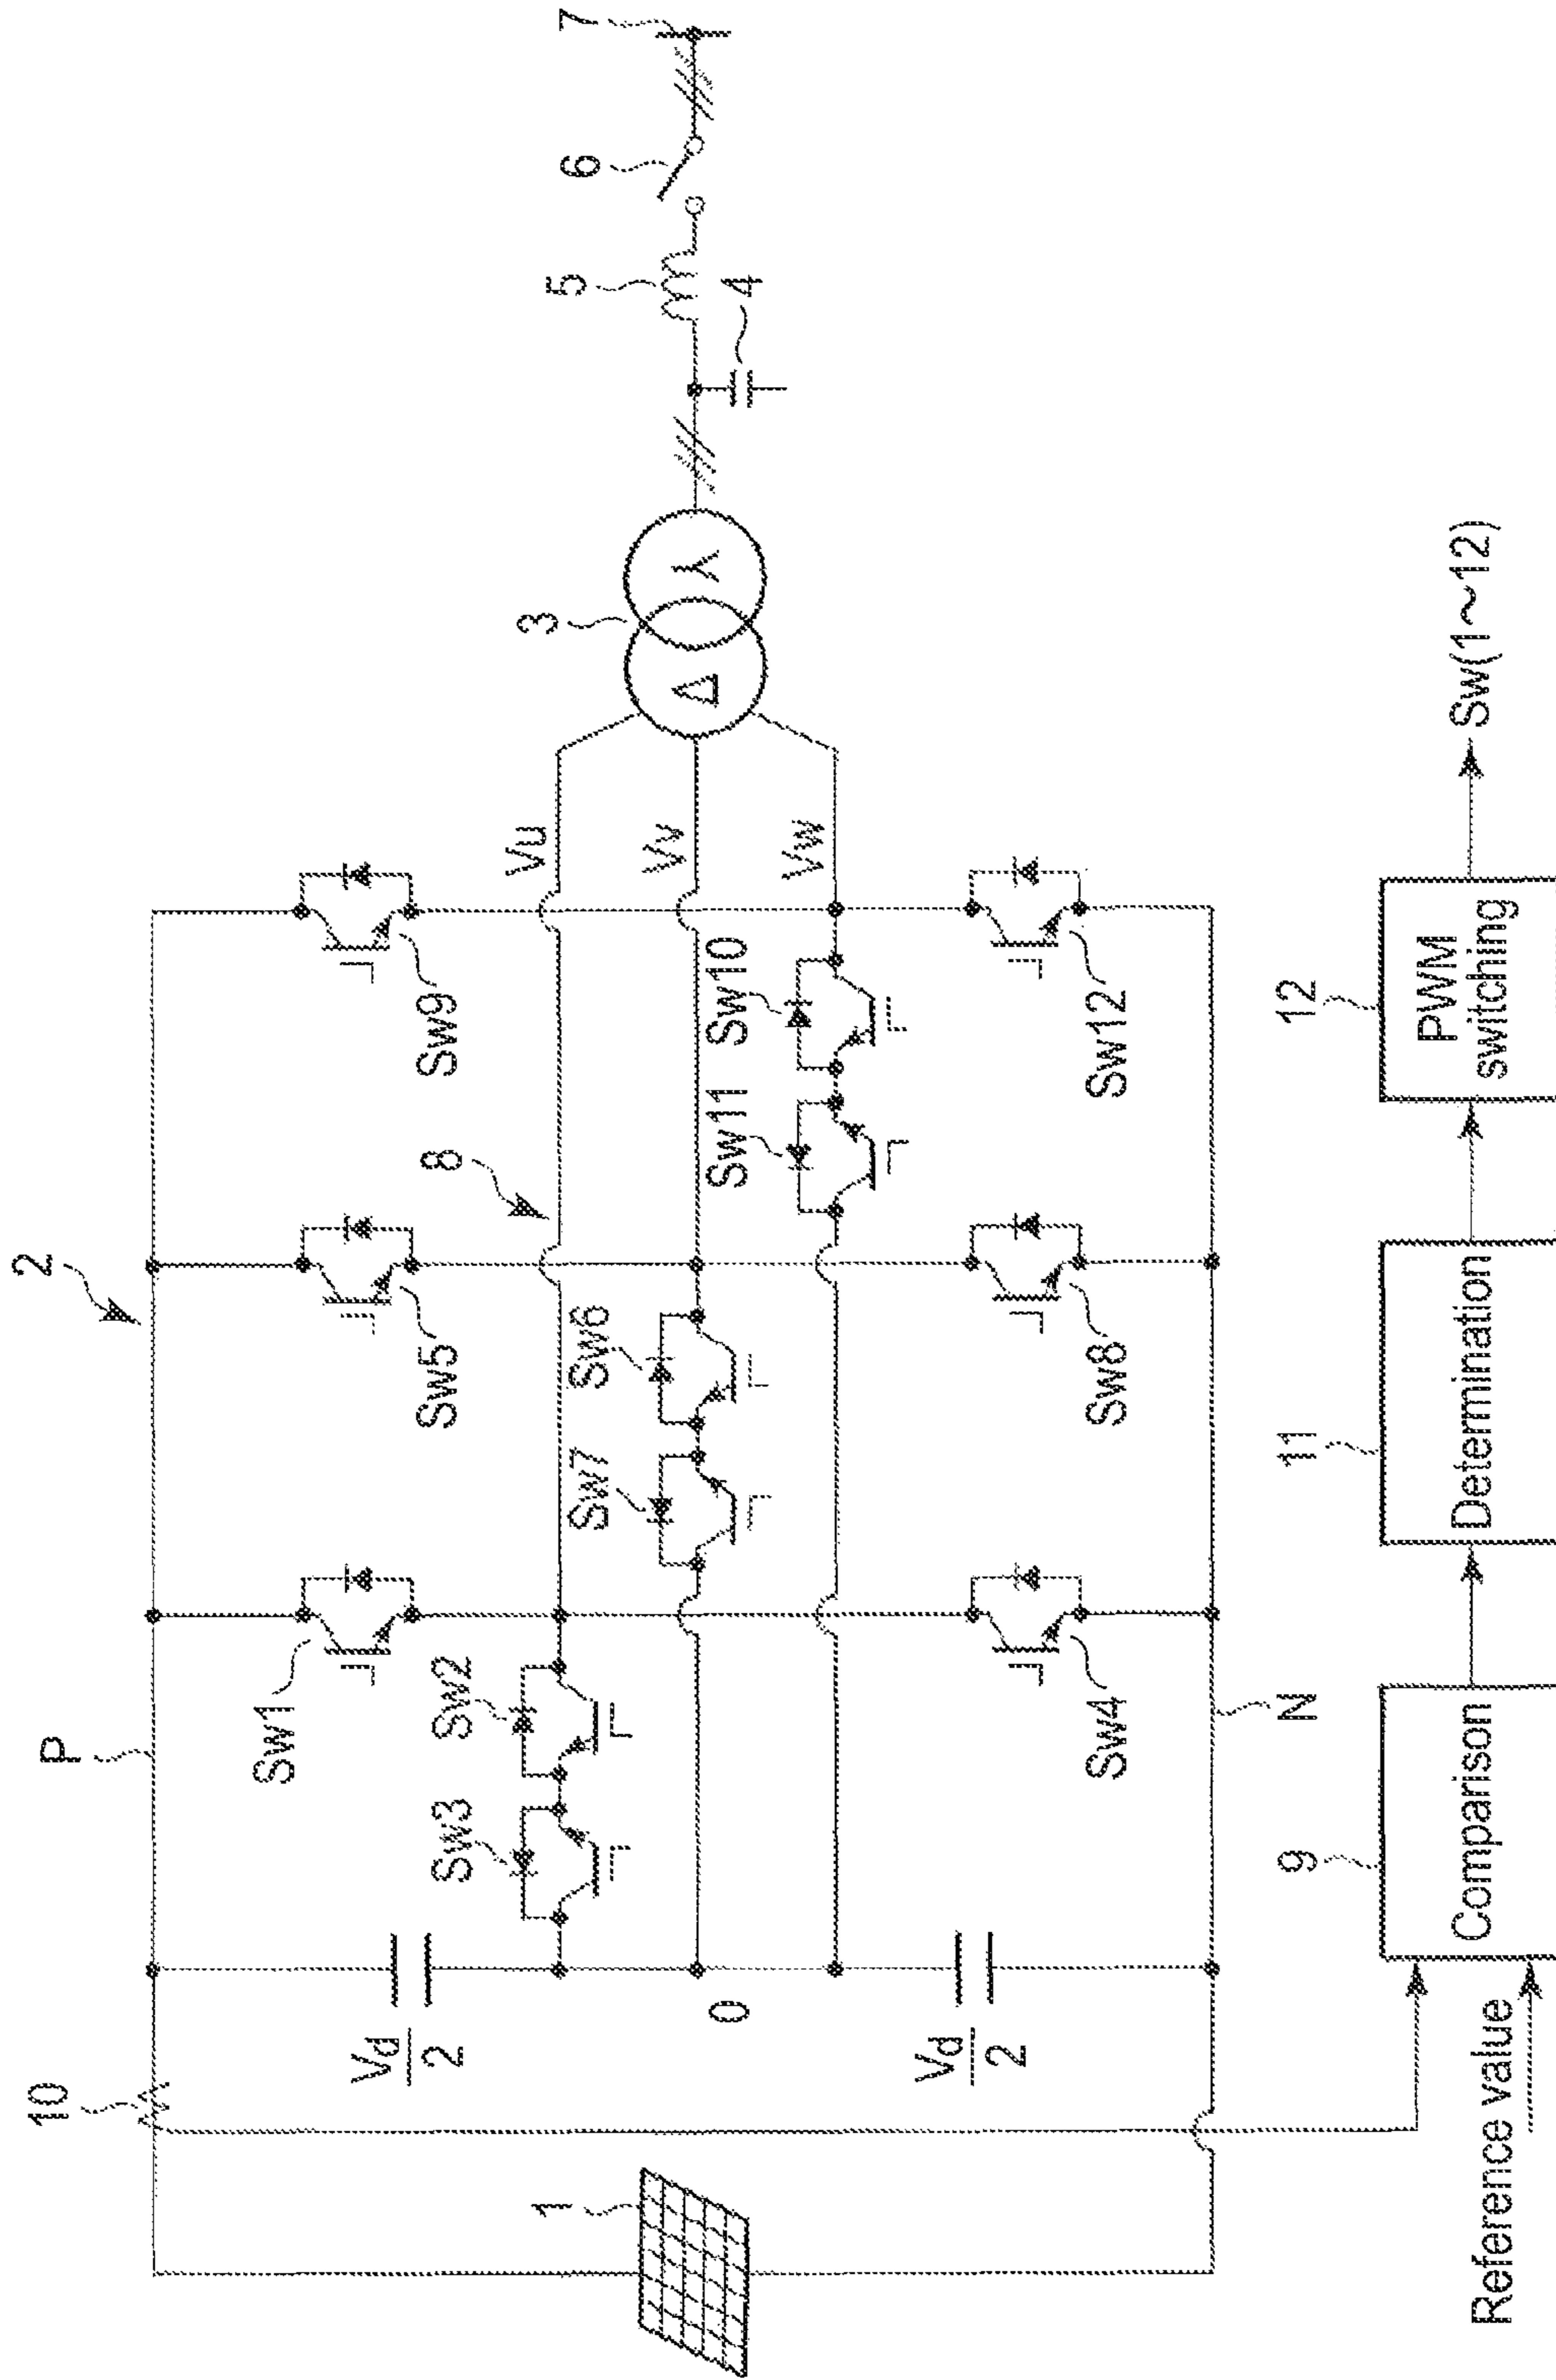 2
P
10
Sw1
Sw5
Sw9
8
Vd
2
Sw3
Sw2
Vu
5
6
7
1
Sw7
Sw6
Vv
3
Δ
Y
4
0
Sw11
Sw10
Vw
Vd
2
Sw4
Sw8
Sw12
N
9
11
12
Reference value
Comparison
Determination
PWM
switching
Sw(1~12)